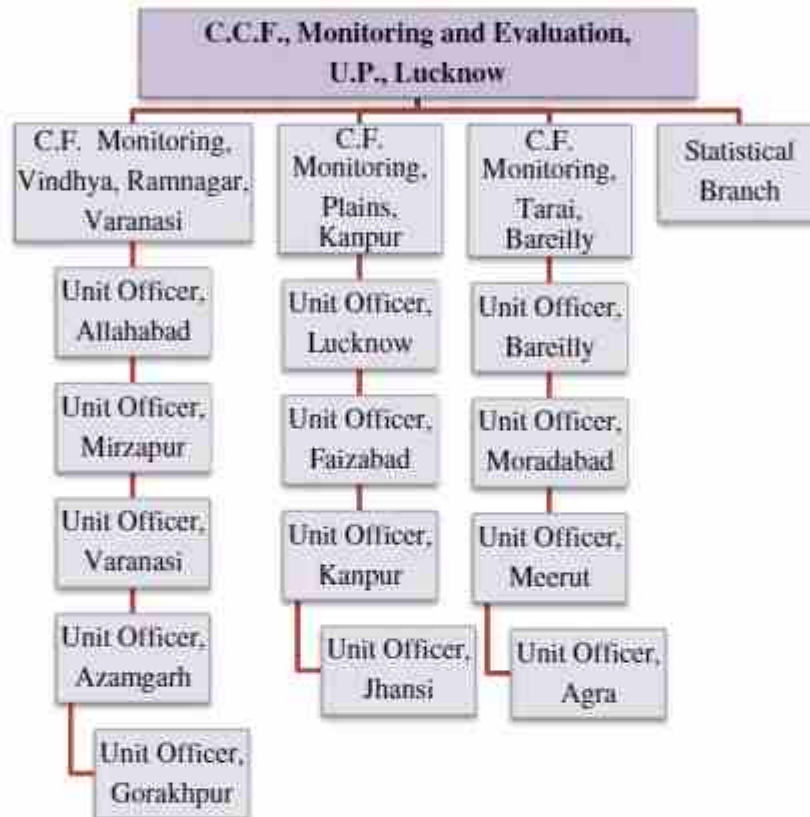 C.C.F., Monitoring and Evaluation,
U.P., Lucknow
C.F. Monitoring,
Vindhya, Ramnagar,
Varanasi
Unit Officer,
Allahabad
Unit Officer,
Mirzapur
Unit Officer,
Varanasi
Unit Officer,
Azamgarh
Unit Officer,
Gorakhpur
C.F.
Monitoring,
Plains,
Kanpur
Unit Officer,
Lucknow
Unit Officer,
Faizabad
Unit Officer,
Kanpur
Unit Officer,
Jhansi
C.F.
Monitoring,
Tarai,
Bareilly
Unit Officer,
Bareilly
Unit Officer,
Moradabad
Unit Officer,
Meerut
Unit Officer,
Agra
Statistical
Branch